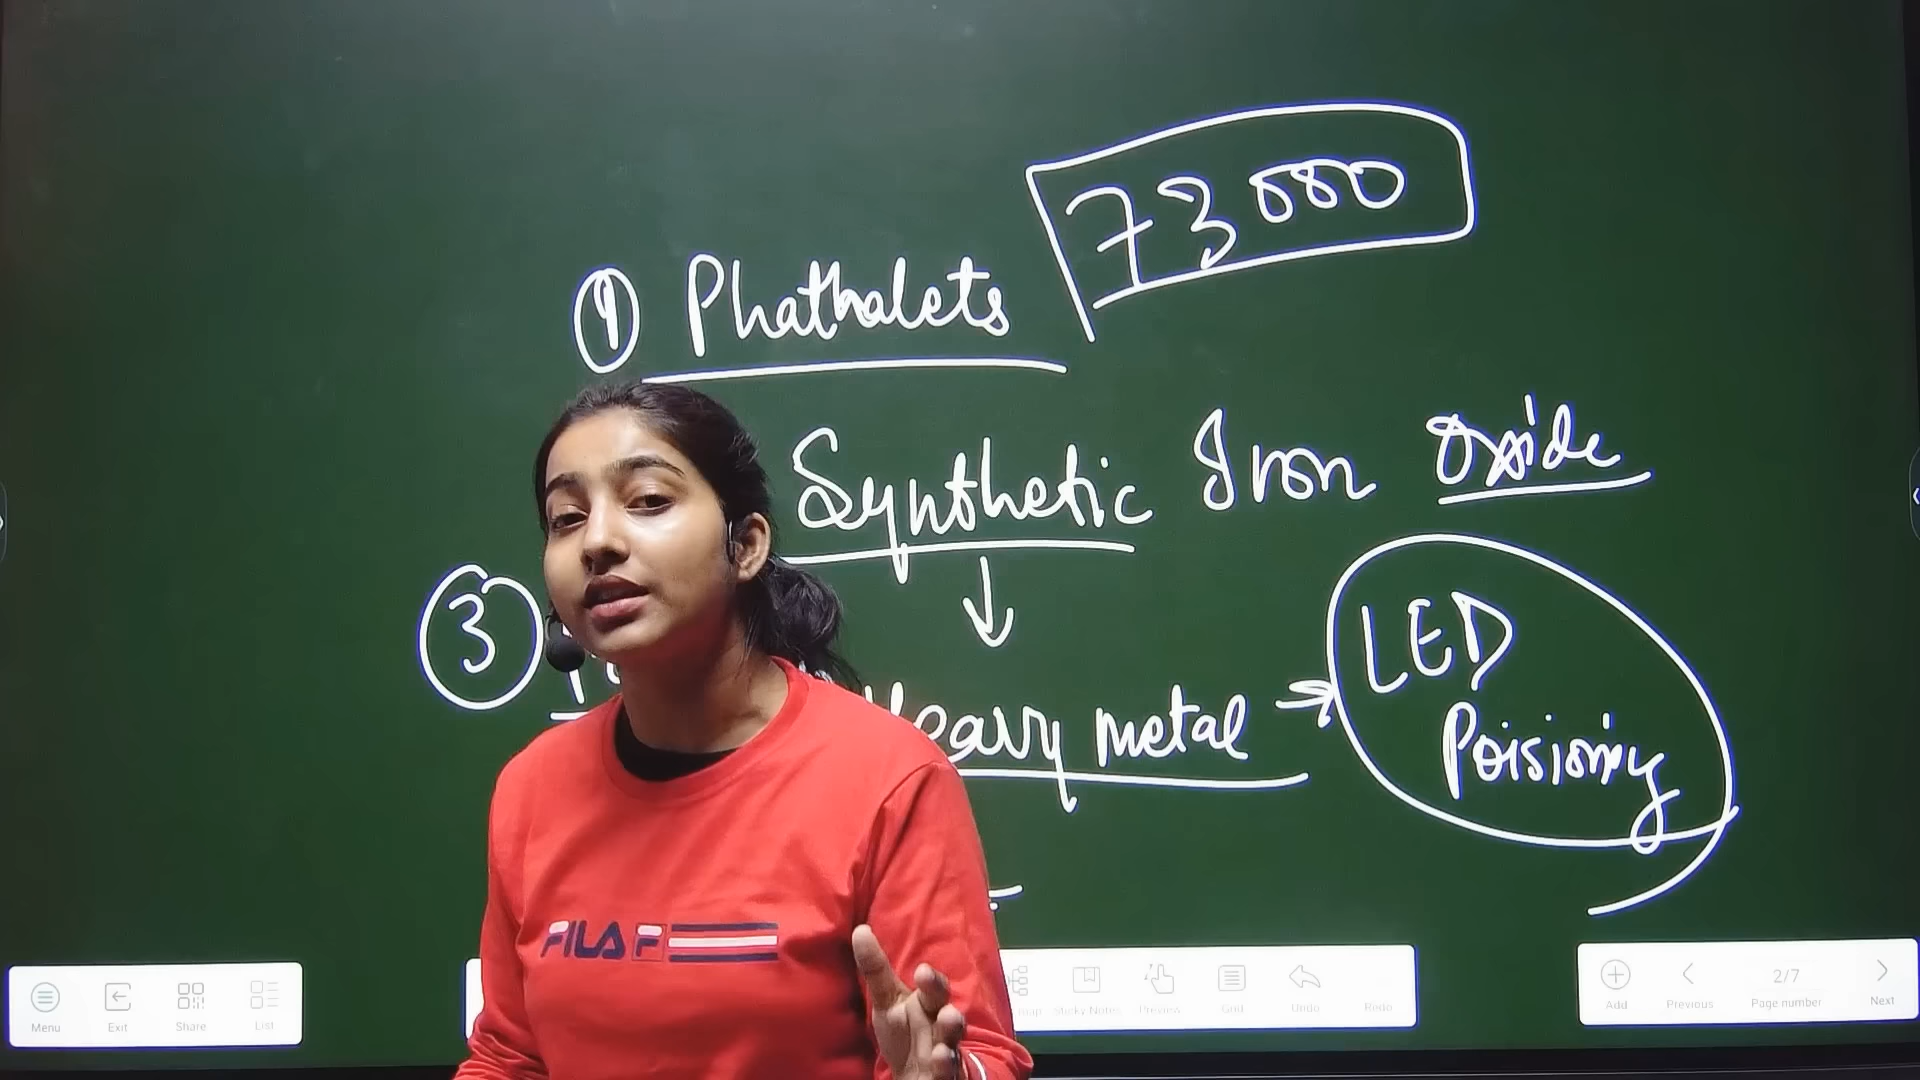 73000
① Phathalets
Synthetic Iron Oxide
3
Heavy metal → LED
Poisioniy
FILA F
Menu
Exit
Share
List
Sticky Notes
Preview
Grid
Undo
Redo
Add
Previous
2/7
Page number
Next